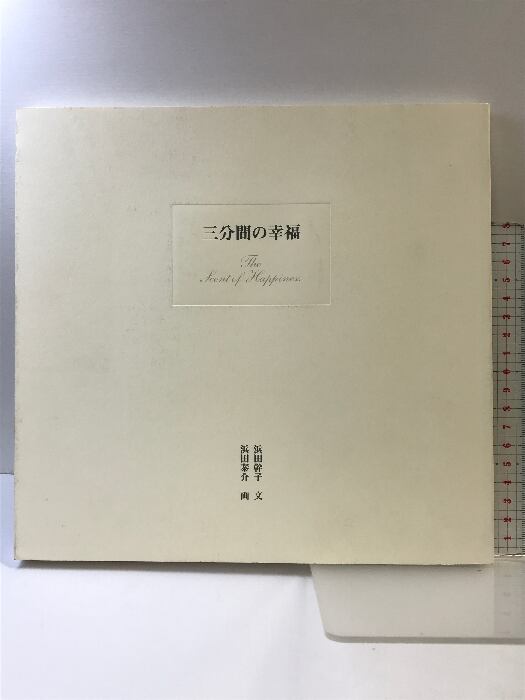 三分間の幸福
The
Scent of Happiness
浜田幹子 文
浜田泰介 画